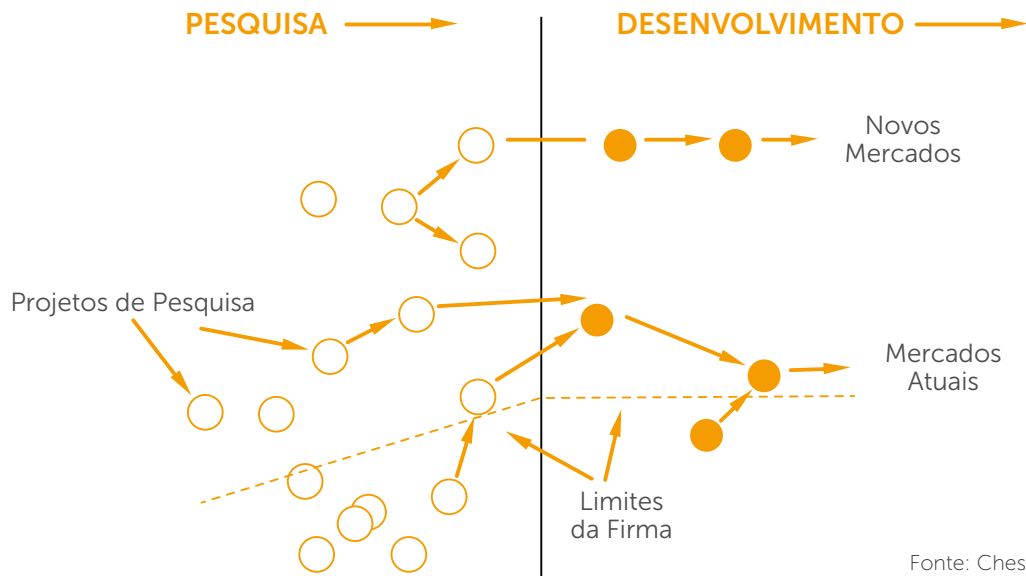 PESQUISA
DESENVOLVIMENTO
Novos
Mercados
Projetos de Pesquisa
Mercados
Atuais
Limites
da Firma
Fonte: Ches